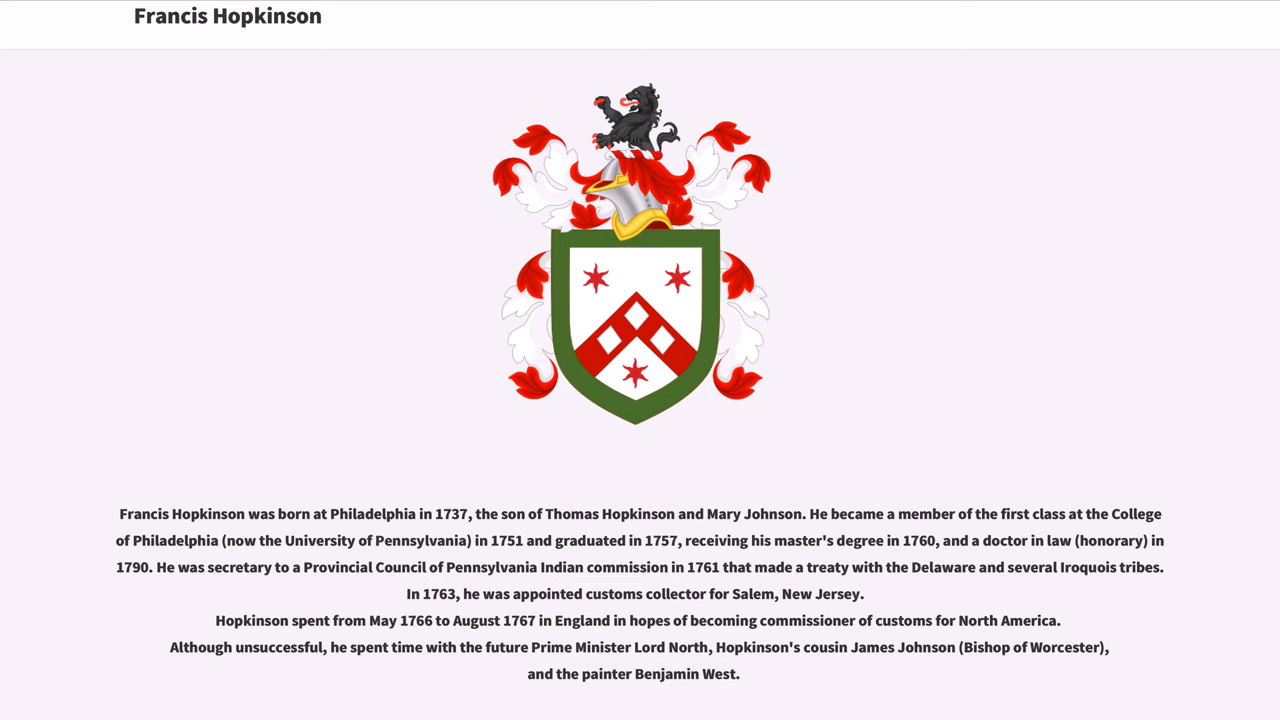 Francis Hopkinson
Francis Hopkinson was born at Philadelphia in 1737, the son of Thomas Hopkinson and Mary Johnson. He became a member of the first class at the College
of Philadelphia (now the University of Pennsylvania) in 1751 and graduated in 1757, receiving his master's degree in 1760, and a doctor in law (honorary) in
1790. He was secretary to a Provincial Council of Pennsylvania Indian commission in 1761 that made a treaty with the Delaware and several Iroquois tribes.
In 1763, he was appointed customs collector for Salem, New Jersey.
Hopkinson spent from May 1766 to August 1767 in England in hopes of becoming commissioner of customs for North America.
Although unsuccessful, he spent time with the future Prime Minister Lord North, Hopkinson's cousin James Johnson (Bishop of Worcester),
and the painter Benjamin West.